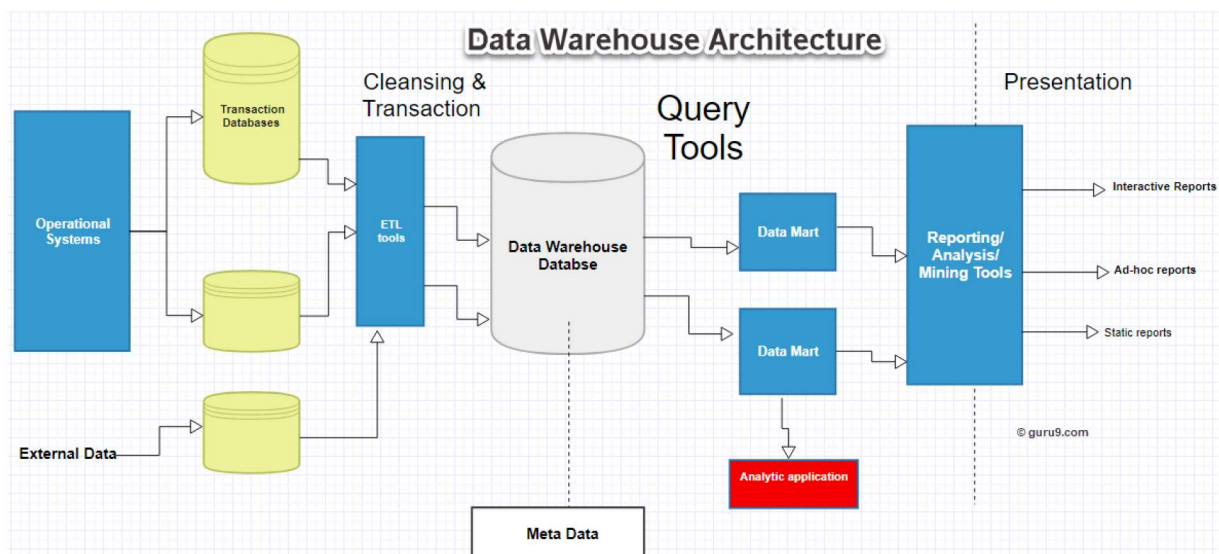 Data Warehouse Architecture
Cleansing &
Transaction
Query
Tools
Presentation
Transaction
Databases
Operational
Systems
ETL
tools
Data Warehouse
Databse
Data Mart
Data Mart
Reporting/
Analysis/
Mining Tools
Interactive Reports
Ad-hoc reports
Static reports
External Data
Analytic application
Meta Data
© guru9.com